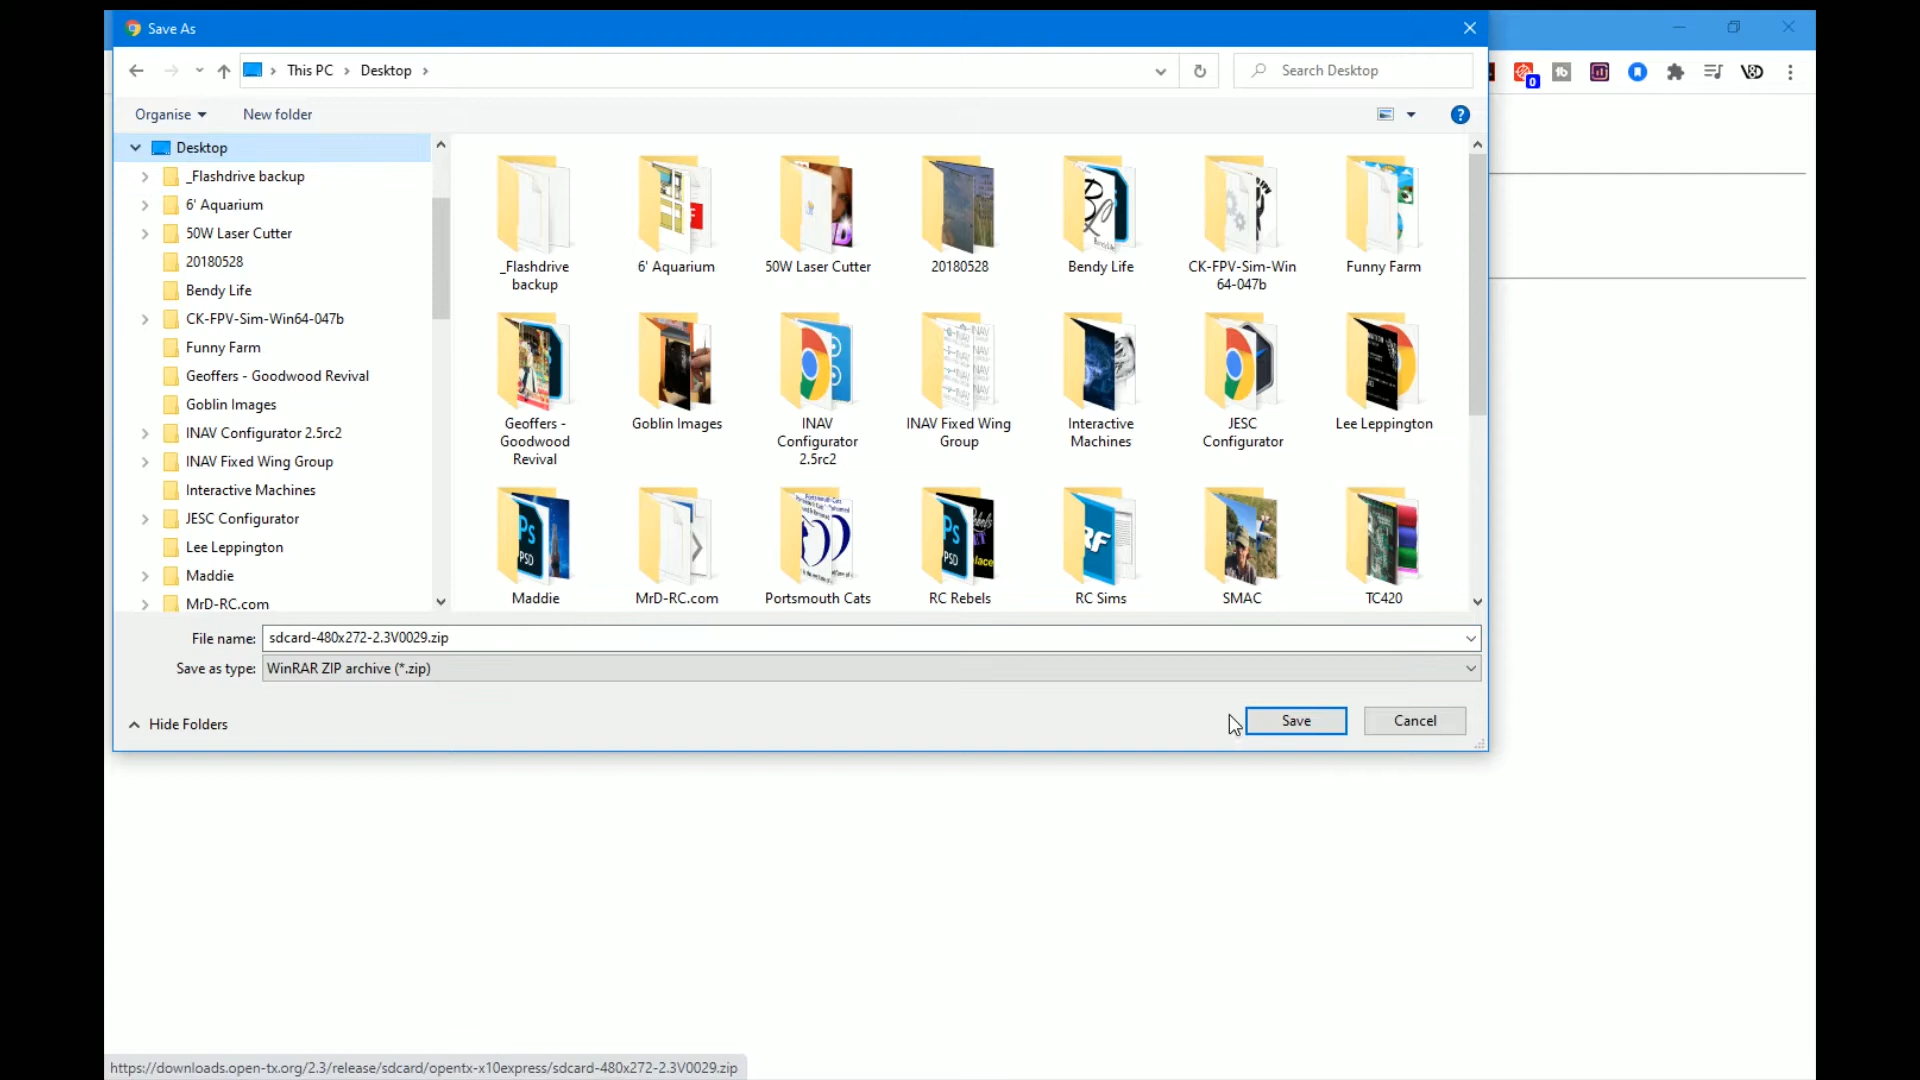 Save As
This PC
Desktop
Search Desktop
0
Organise
New folder
?
Desktop
_Flashdrive backup
6' Aquarium
50W Laser Cutter
20180528
Bendy Life
CK-FPV-Sim-Win64-047b
Funny Farm
Geoffers - Goodwood Revival
Goblin Images
INAV Configurator 2.5rc2
INAV Fixed Wing Group
Interactive Machines
JESC Configurator
Lee Leppington
Maddie
MrD-RC.com
_Flashdrive
backup
6' Aquarium
50W Laser Cutter
20180528
Bendy Life
CK-FPV-Sim-Win
64-047b
Funny Farm
Geoffers -
Goodwood
Revival
Goblin Images
INAV
Configurator
2.5rc2
INAV Fixed Wing
Group
Interactive
Machines
JESC
Configurator
Lee Leppington
Maddie
MrD-RC.com
Portsmouth Cats
RC Rebels
RC Sims
SMAC
TC420
File name: sdcard-480x272-2.3V0029.zip
Save as type: WinRAR ZIP archive (*.zip)
Hide Folders
Save
Cancel
https://downloads.open-tx.org/2.3/release/sdcard/opentx-x10express/sdcard-480x272-2.3V0029.zip